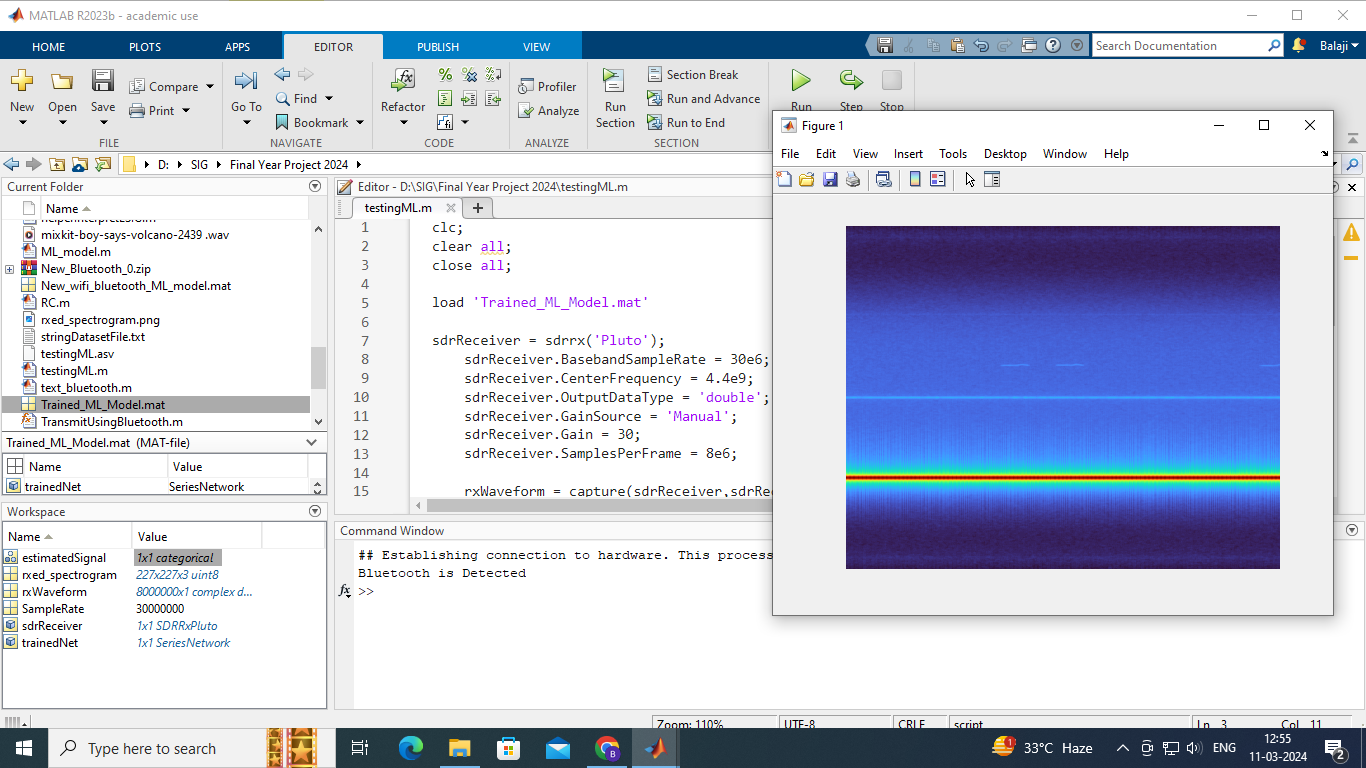 MATLAB R2023b - academic use
HOME PLOTS APPS EDITOR PUBLISH VIEW
Search Documentation
Balaji
New Open Save
Compare
Print
Go To
Find
Bookmark
Refactor
Profiler
Analyze
Run Section
Section Break
Run and Advance
Run to End
Run Step Stop
FILE NAVIGATE CODE ANALYZE SECTION
D: SIG Final Year Project 2024
Current Folder
Name
mixkit-boy-says-volcano-2439 .wav
ML_model.m
New_Bluetooth_0.zip
New_wifi_bluetooth_ML_model.mat
RC.m
rxed_spectrogram.png
stringDatasetFile.txt
testingML.asv
testingML.m
text_bluetooth.m
Trained_ML_Model.mat
TransmitUsingBluetooth.m
Trained_ML_Model.mat (MAT-file)
Name Value
trainedNet SeriesNetwork
Workspace
Name Value
estimatedSignal 1x1 categorical
rxed_spectrogram 227x227x3 uint8
rxWaveform 8000000x1 complex d...
SampleRate 30000000
sdrReceiver 1x1 SDRRxPluto
trainedNet 1x1 SeriesNetwork
Editor - D:\SIG\Final Year Project 2024\testingML.m
testingML.m
1 clc;
2 clear all;
3 close all;
4
5 load 'Trained_ML_Model.mat'
6
7 sdrReceiver = sdrrx('Pluto');
8 sdrReceiver.BasebandSampleRate = 30e6;
9 sdrReceiver.CenterFrequency = 4.4e9;
10 sdrReceiver.OutputDataType = 'double';
11 sdrReceiver.GainSource = 'Manual';
12 sdrReceiver.Gain = 30;
13 sdrReceiver.SamplesPerFrame = 8e6;
14
15 rxWaveform = capture(sdrReceiver,sdrRec
Command Window
## Establishing connection to hardware. This process
Bluetooth is Detected
fx >>
Figure 1
File Edit View Insert Tools Desktop Window Help
Zoom: 110% UTF-8 CRLF script Ln 3 Col 11
Type here to search
33°C Haze
ENG
12:55
11-03-2024
2